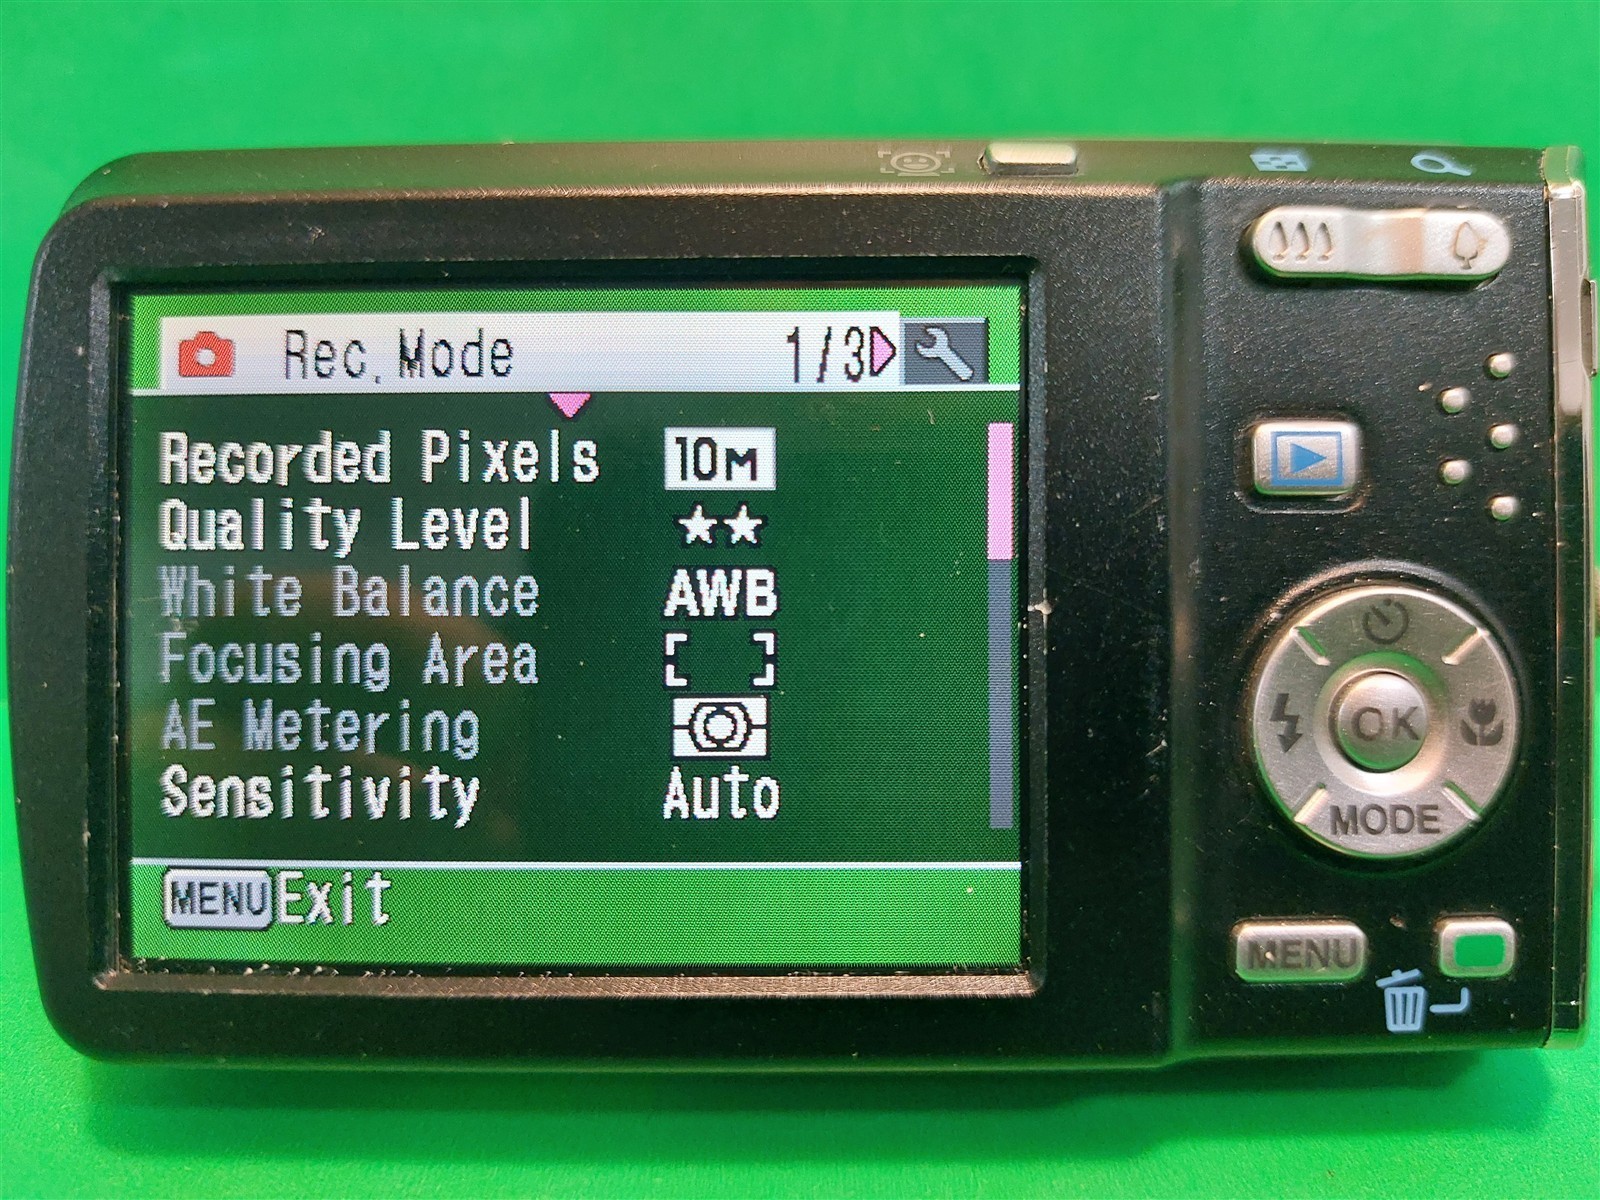 Rec. Mode 1/3
Recorded Pixels 10M
Quality Level ★★
White Balance AWB
Focusing Area [ ]
AE Metering
Sensitivity Auto
MENU Exit
OK
MODE
MENU